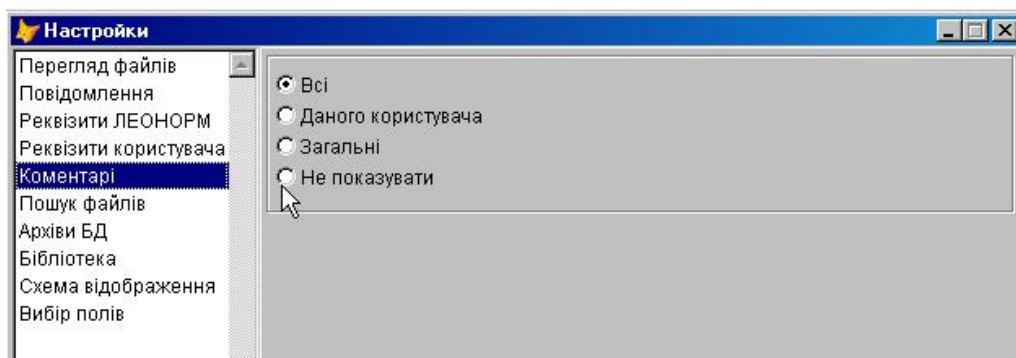 Настройки
Перегляд файлів
Повідомлення
Реквізити ЛЕОНОРМ
Реквізити користувача
Коментарі
Пошук файлів
Архіви БД
Бібліотека
Схема відображення
Вибір полів
Всі
Даного користувача
Загальні
Не показувати